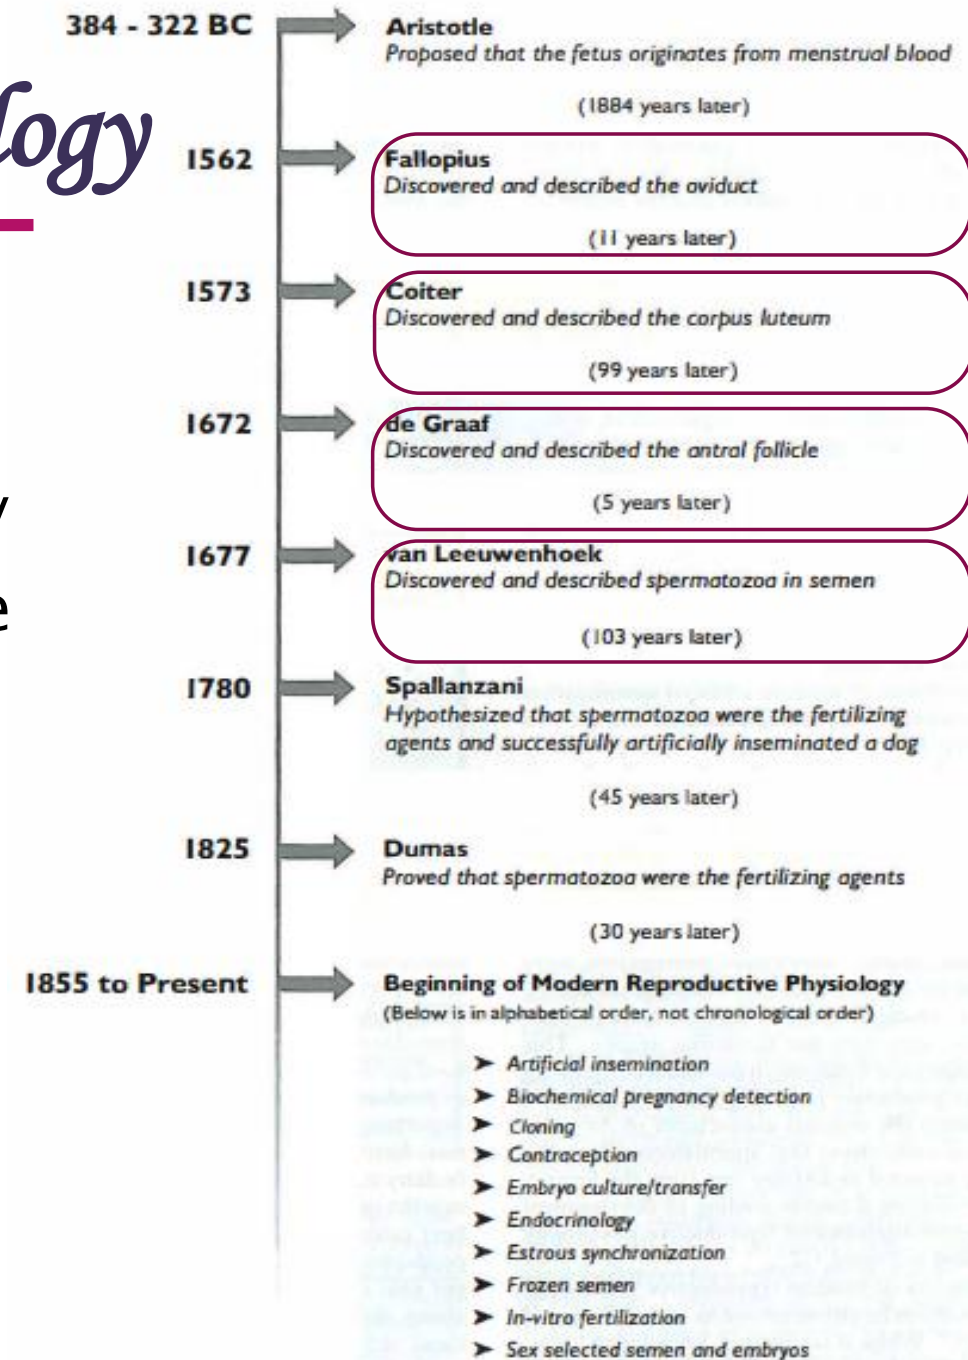 384 - 322 BC
Aristotle
Proposed that the fetus originates from menstrual blood
(1884 years later)
logy
1562
Fallopius
Discovered and described the oviduct
(11 years later)
1573
Coiter
Discovered and described the corpus luteum
(99 years later)
1672
de Graaf
Discovered and described the antral follicle
(5 years later)
y
1677
van Leeuwenhoek
Discovered and described spermatozoa in semen
e
(103 years later)
1780
Spallanzani
Hypothesized that spermatozoa were the fertilizing
agents and successfully artificially inseminated a dog
(45 years later)
1825
Dumas
Proved that spermatozoa were the fertilizing agents
(30 years later)
1855 to Present
Beginning of Modern Reproductive Physiology
(Below is in alphabetical order, not chronological order)
➤ Artificial insemination
➤ Biochemical pregnancy detection
➤ Cloning
➤ Contraception
➤ Embryo culture/transfer
➤ Endocrinology
➤ Estrous synchronization
➤ Frozen semen
➤ In-vitro fertilization
➤ Sex selected semen and embryos